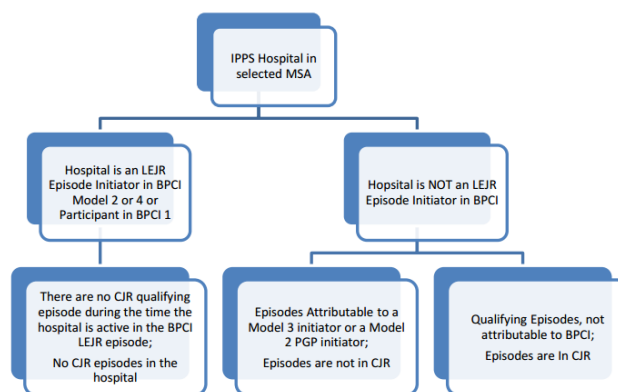 IPPS Hospital in
selected MSA
Hospital is an LEJR
Episode Initiator in BPCI
Model 2 or 4 or
Participant in BPCI 1
Hopsital is NOT an LEJR
Episode Initiator in BPCI
There are no CJR qualifying
episode during the time the
hospital is active in the BPCI
LEJR episode;
No CJR episodes in the
hospital
Episodes Attributable to a
Model 3 initiator or a Model
2 PGP initiator;
Episodes are not in CJR
Qualifying Episodes, not
attributable to BPCI;
Episodes are In CJR